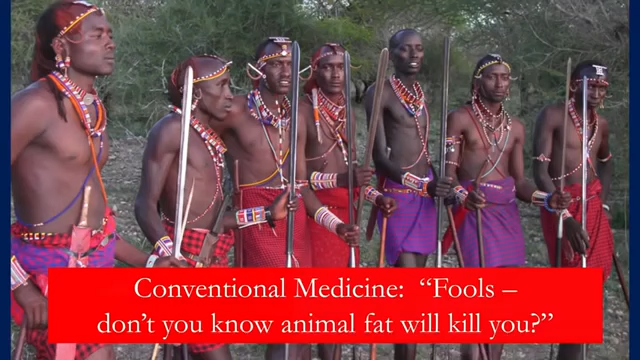 Conventional Medicine:  “Fools –
don’t you know animal fat will kill you?”